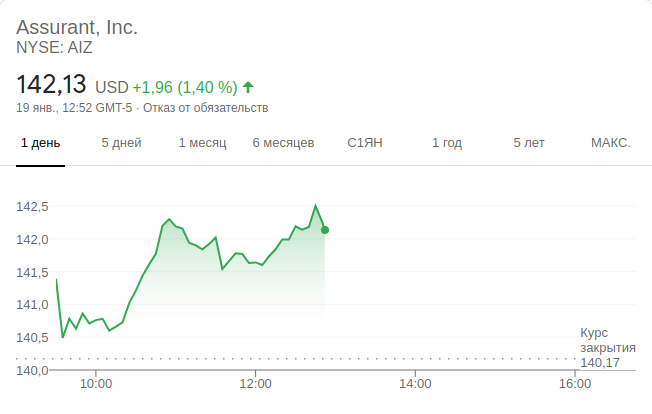 Assurant, Inc.
NYSE: AIZ
142,13 USD +1,96 (1,40 %)
19 янв., 12:52 GMT-5 · Отказ от обязательств
1 день 5 дней 1 месяц 6 месяцев С1ЯН 1 год 5 лет МАКС.
142,5
142,0
141,5
141,0
140,5
140,0
Курс
закрытия
140,17
10:00 12:00 14:00 16:00